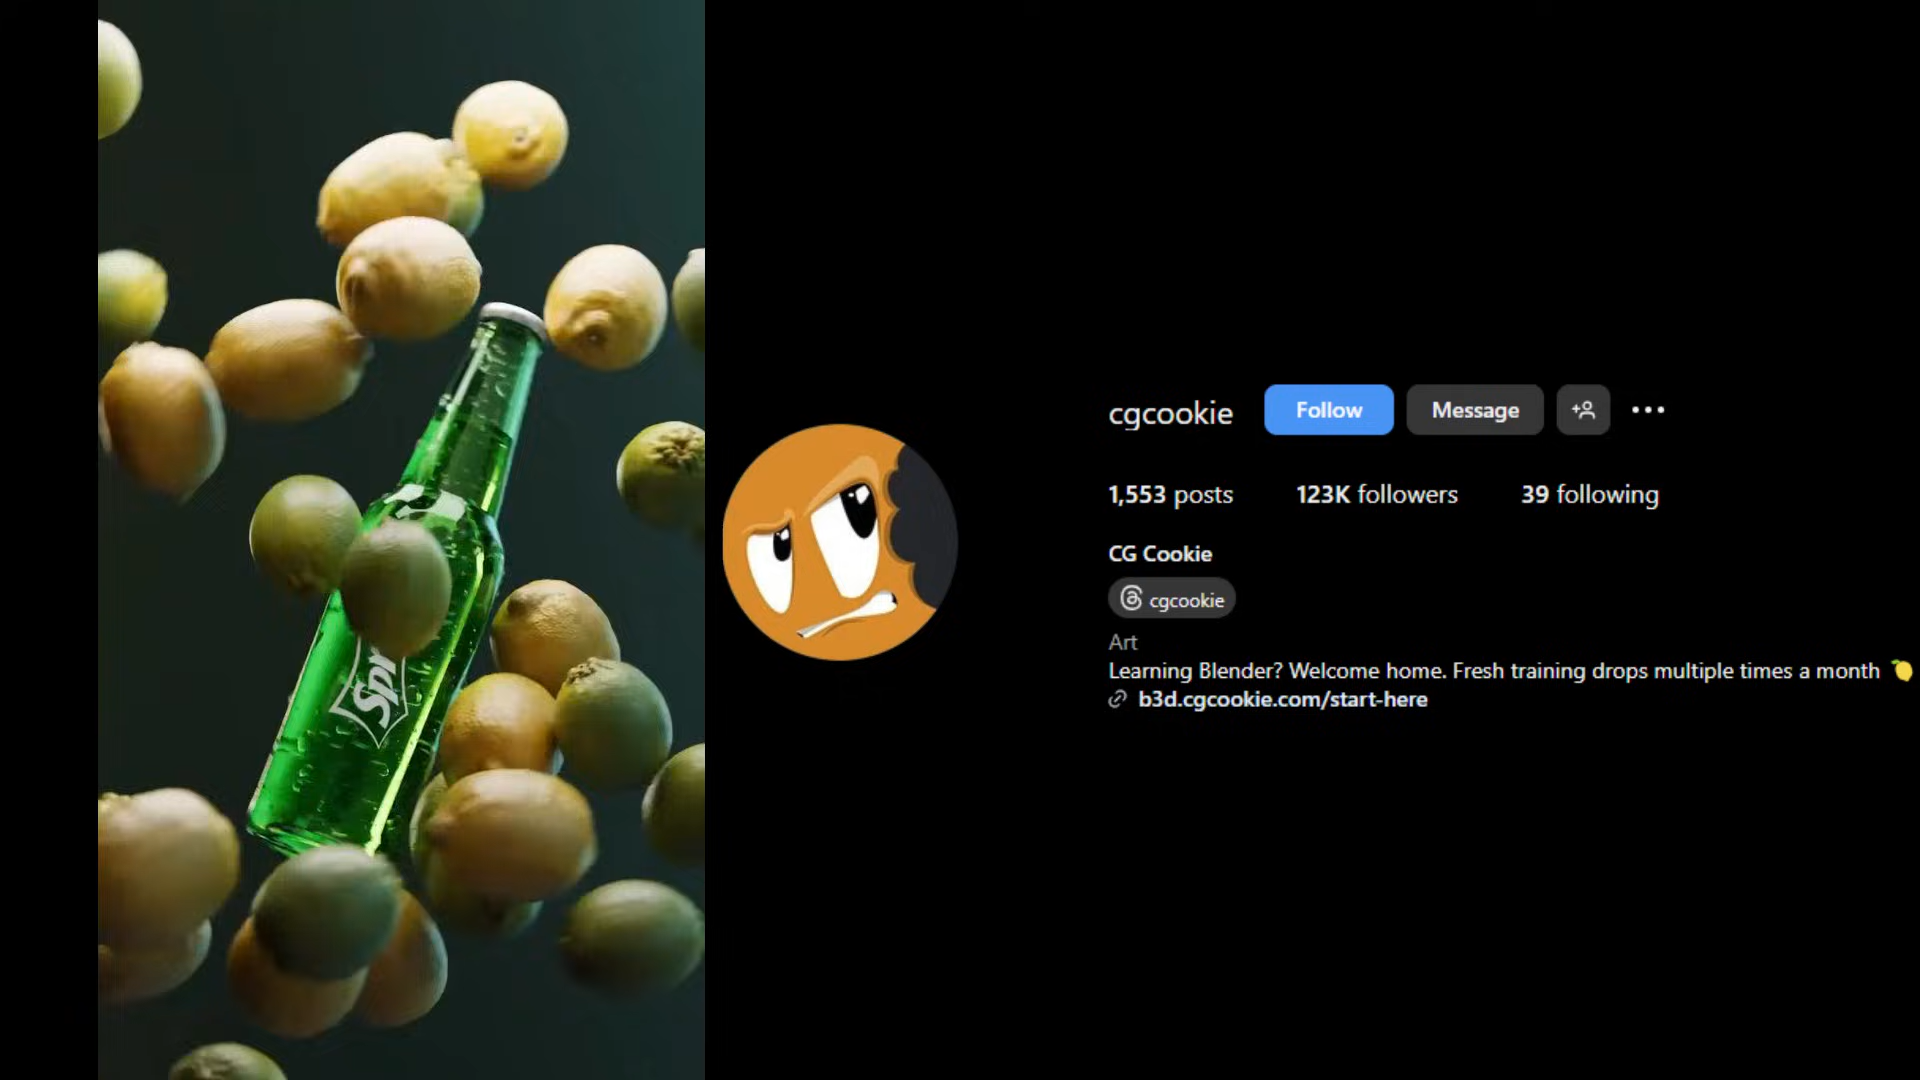 Spr
cgcookie Follow Message
1,553 posts 123K followers 39 following
CG Cookie
cgcookie
Art
Learning Blender? Welcome home. Fresh training drops multiple times a month 🍋
b3d.cgcookie.com/start-here